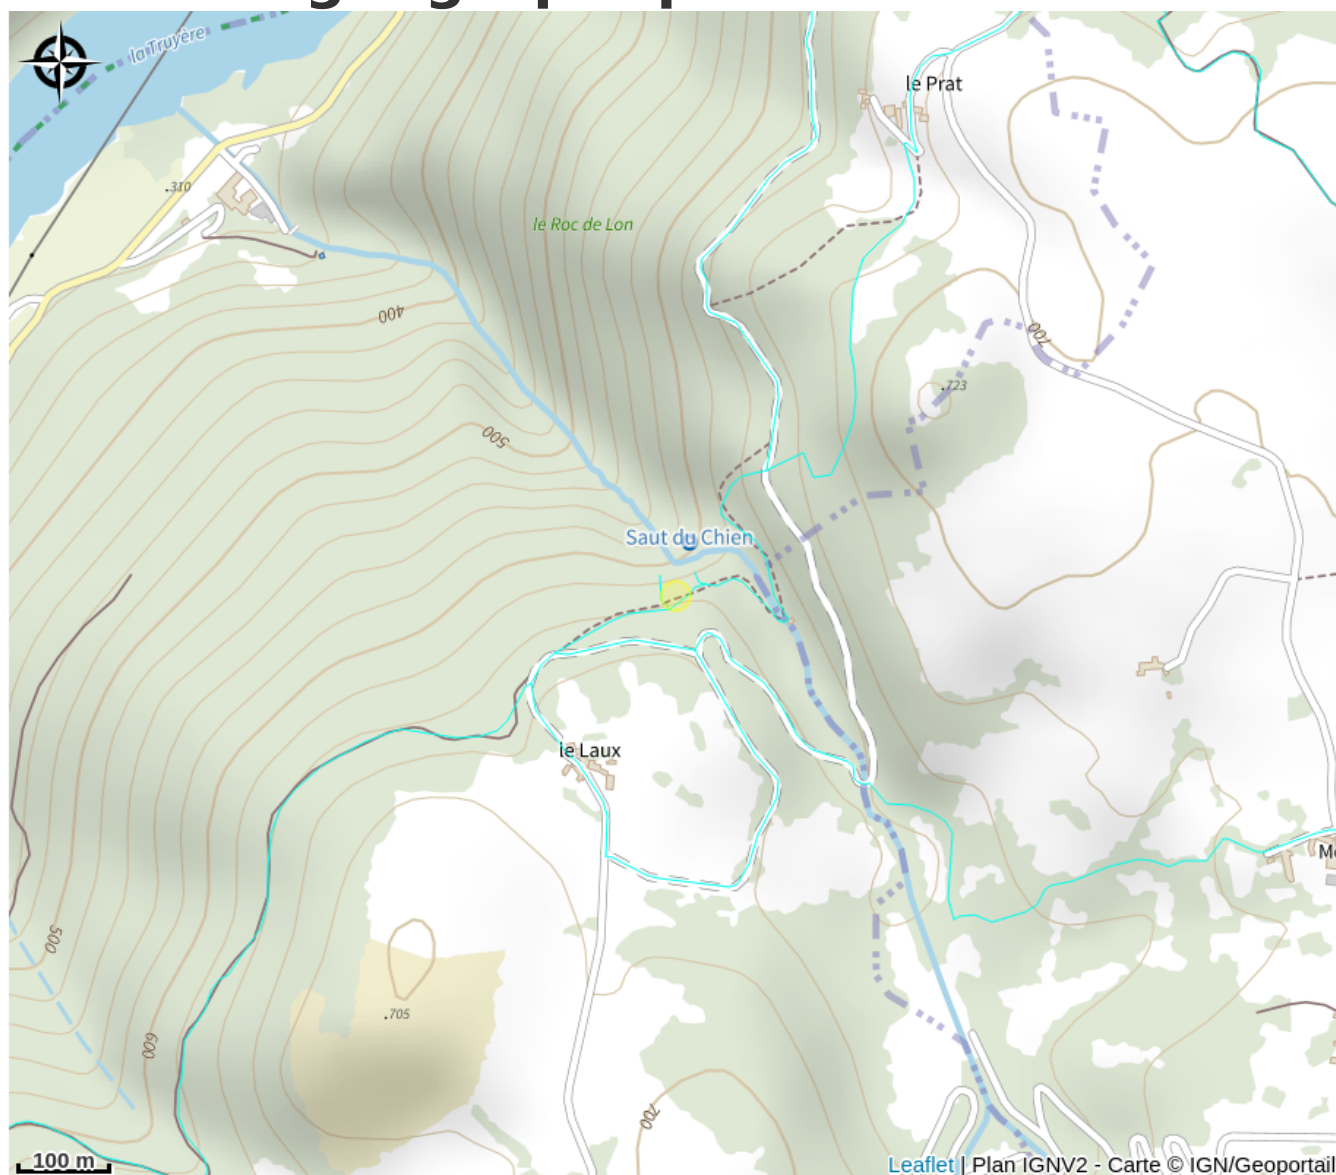 la Truyère
le Prat
.310
le Roc de Lon
400
700
.723
500
Saut du Chien
le Laux
500
.705
600
700
100 m
Leaflet | Plan IGNV2 - Carte © IGN/Geoportail